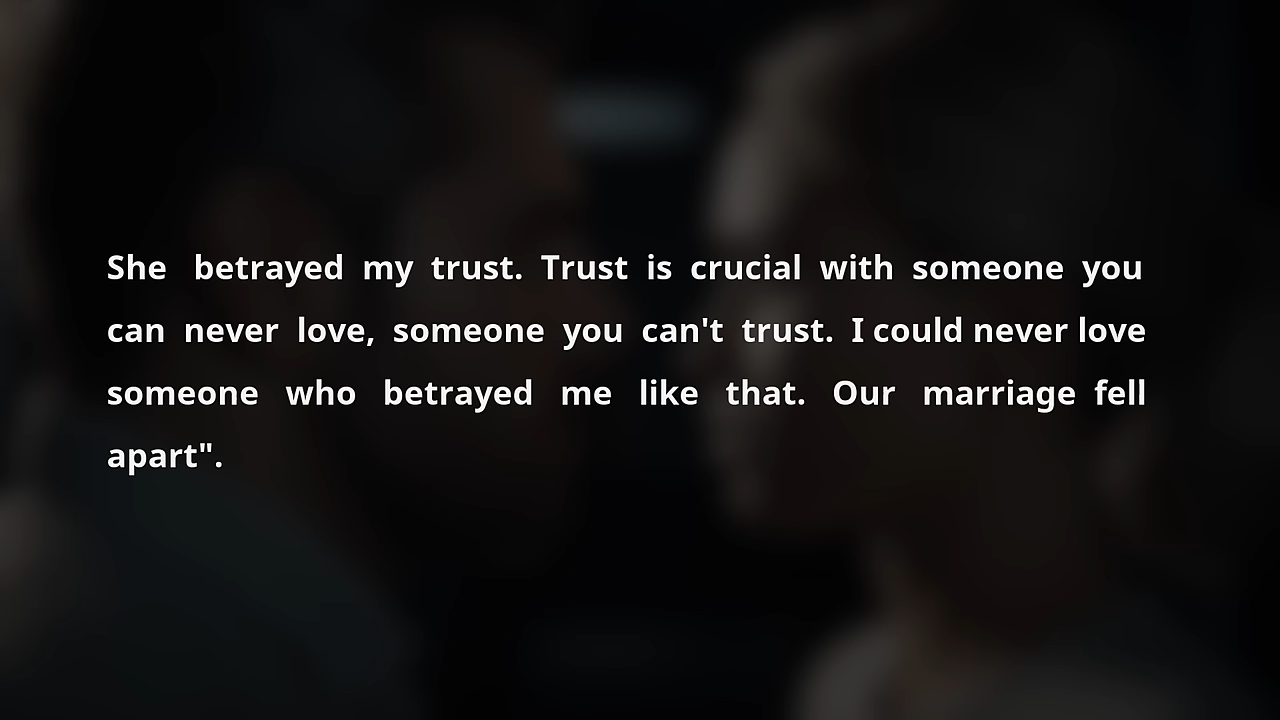 She betrayed my trust. Trust is crucial with someone you
can never love, someone you can't trust. I could never love
someone who betrayed me like that. Our marriage fell
apart".